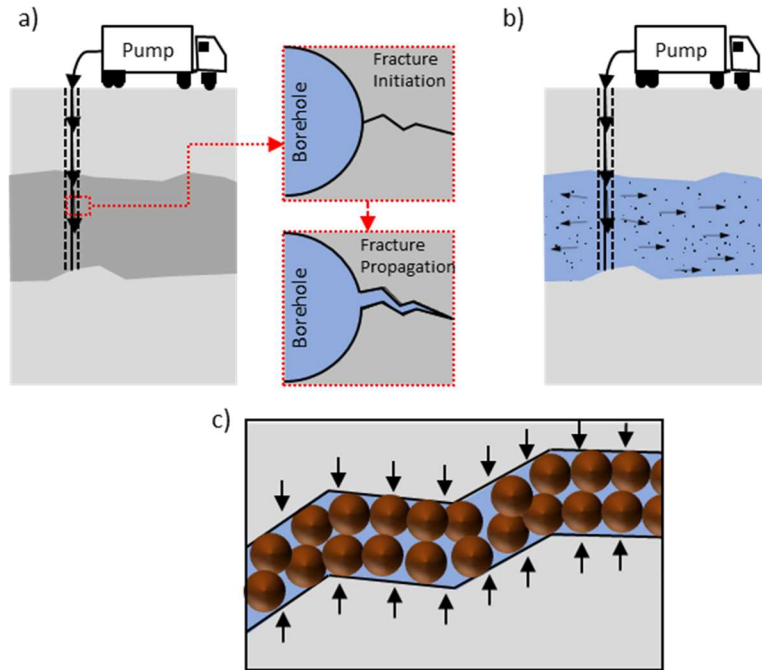 a)
Pump
Borehole
Fracture
Initiation
Borehole
Fracture
Propagation
b)
Pump
c)